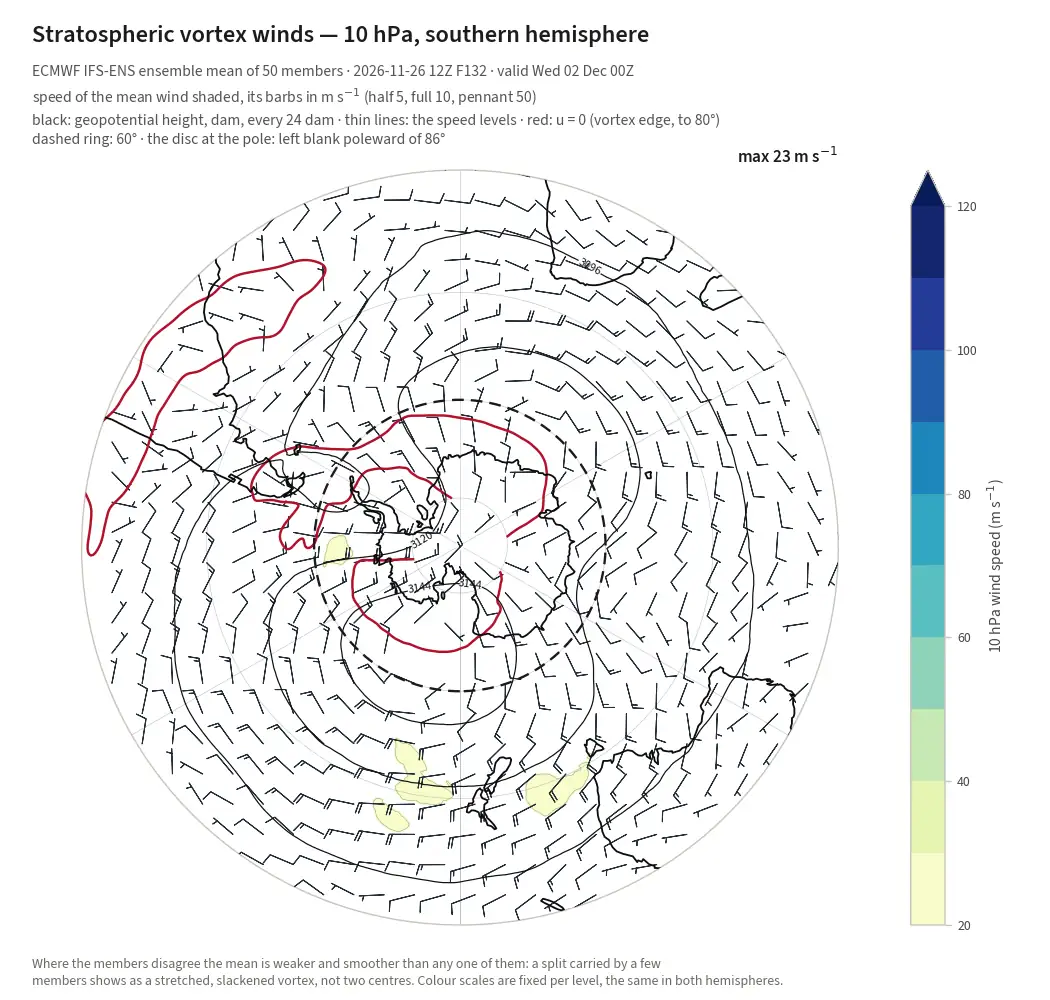 Stratospheric vortex winds — 10 hPa, southern hemisphere
ECMWF IFS-ENS ensemble mean of 50 members · 2026-11-26 12Z F132 · valid Wed 02 Dec 00Z
speed of the mean wind shaded, its barbs in m s⁻¹ (half 5, full 10, pennant 50)
black: geopotential height, dam, every 24 dam · thin lines: the speed levels · red: u = 0 (vortex edge, to 80°)
dashed ring: 60° · the disc at the pole: left blank poleward of 86°
max 23 m s⁻¹
120
100
80
60
40
20
10 hPa wind speed (m s⁻¹)
3096
3120
3144
3144
Where the members disagree the mean is weaker and smoother than any one of them: a split carried by a few
members shows as a stretched, slackened vortex, not two centres. Colour scales are fixed per level, the same in both hemispheres.